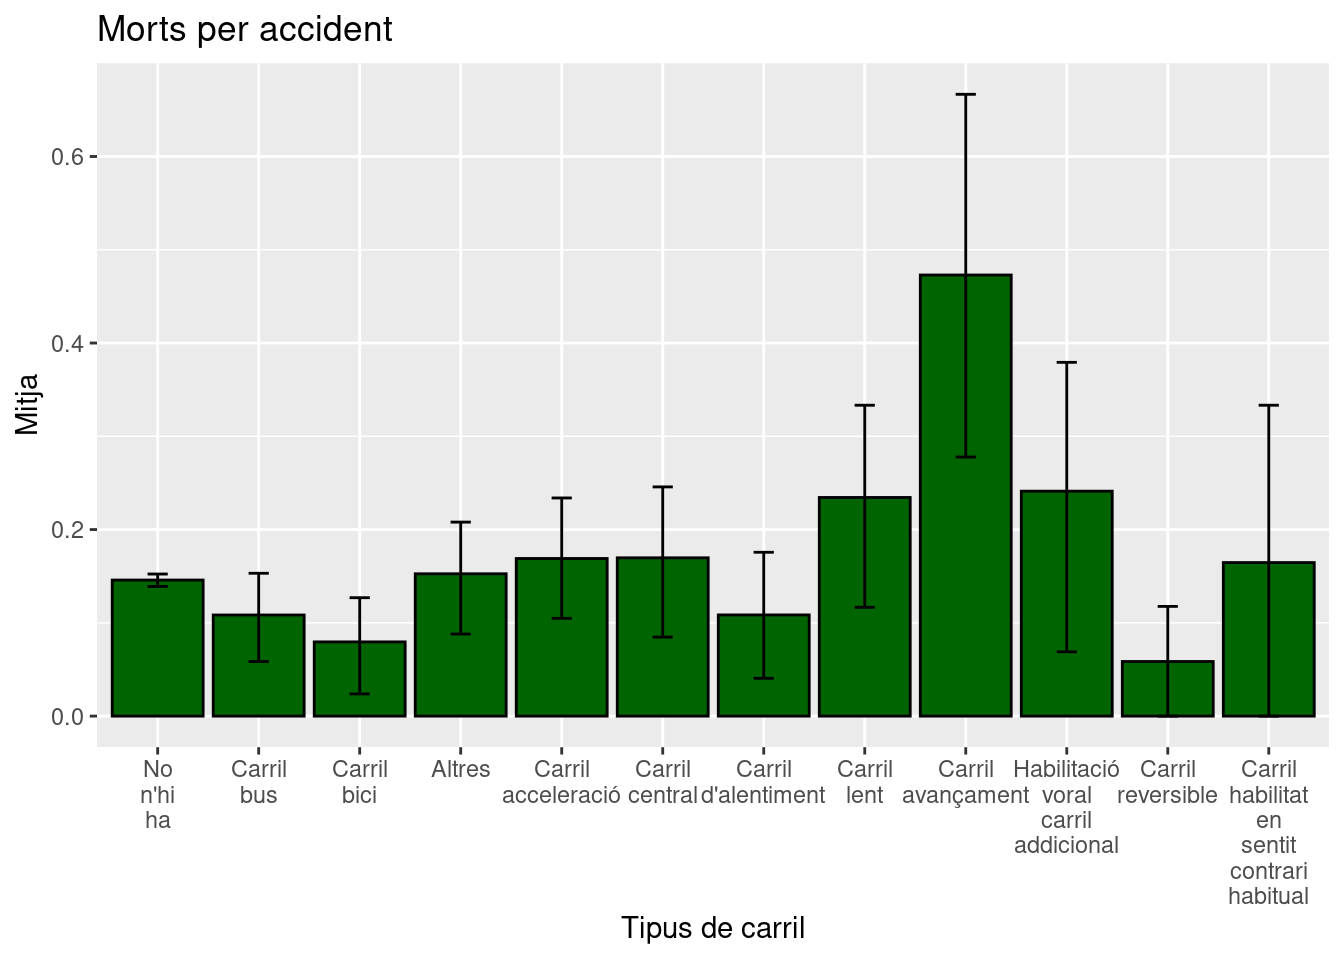 Morts per accident
Mitja
0.6
0.4
0.2
0.0
No
n'hi
ha
Carril
bus
Carril
bici
Altres
Carril
acceleració
Carril
central
Carril
d'alentiment
Carril
lent
Carril
avançament
Habilitació
voral
carril
addicional
Carril
reversible
Carril
habilitat
en
sentit
contrari
habitual
Tipus de carril